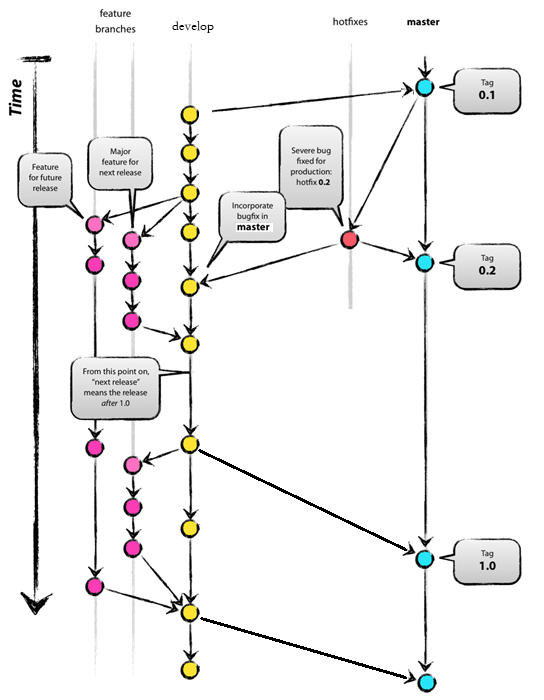 feature
branches
develop
hotfixes
master
Time
Tag
0.1
Major
feature for
next release
Severe bug
fixed for
production:
hotfix 0.2
Feature
for future
release
Incorporate
bugfix in
master
Tag
0.2
From this point on,
"next release"
means the release
after 1.0
Tag
1.0